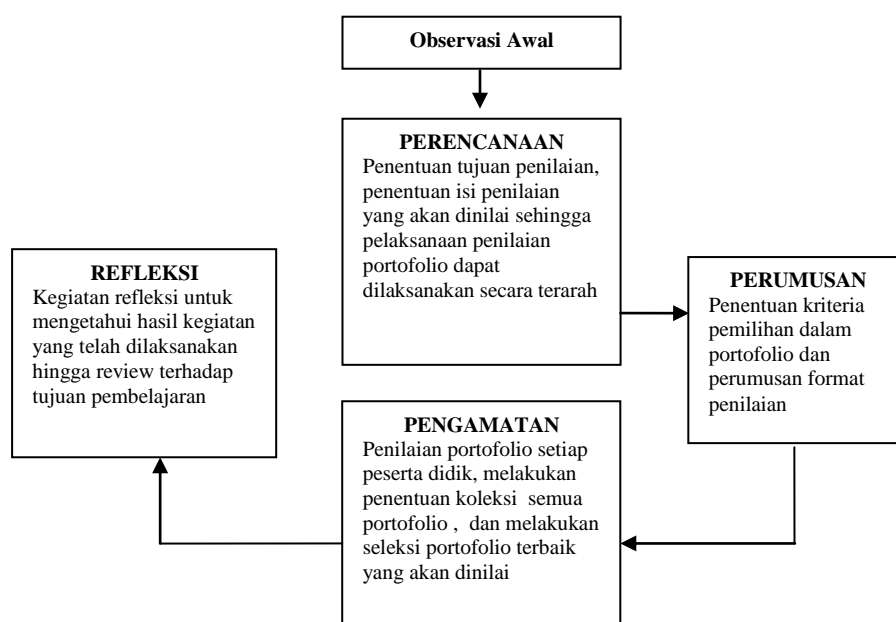 Observasi Awal
PERENCANAAN
Penentuan tujuan penilaian,
penentuan isi penilaian
yang akan dinilai sehingga
pelaksanaan penilaian
portofolio dapat
dilaksanakan secara terarah
PERUMUSAN
Penentuan kriteria
pemilihan dalam
portofolio dan
perumusan format
penilaian
PENGAMATAN
Penilaian portofolio setiap
peserta didik, melakukan
penentuan koleksi semua
portofolio , dan melakukan
seleksi portofolio terbaik
yang akan dinilai
REFLEKSI
Kegiatan refleksi untuk
mengetahui hasil kegiatan
yang telah dilaksanakan
hingga review terhadap
tujuan pembelajaran